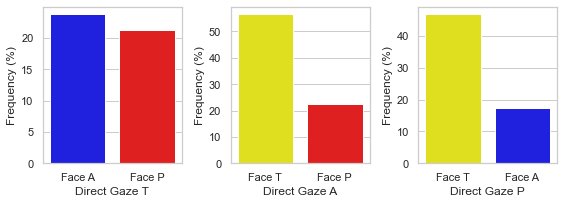 Frequency (%)
20
15
10
5
0
Face A Face P
Direct Gaze T
Frequency (%)
50
40
30
20
10
0
Face T Face P
Direct Gaze A
Frequency (%)
40
30
20
10
0
Face T Face A
Direct Gaze P